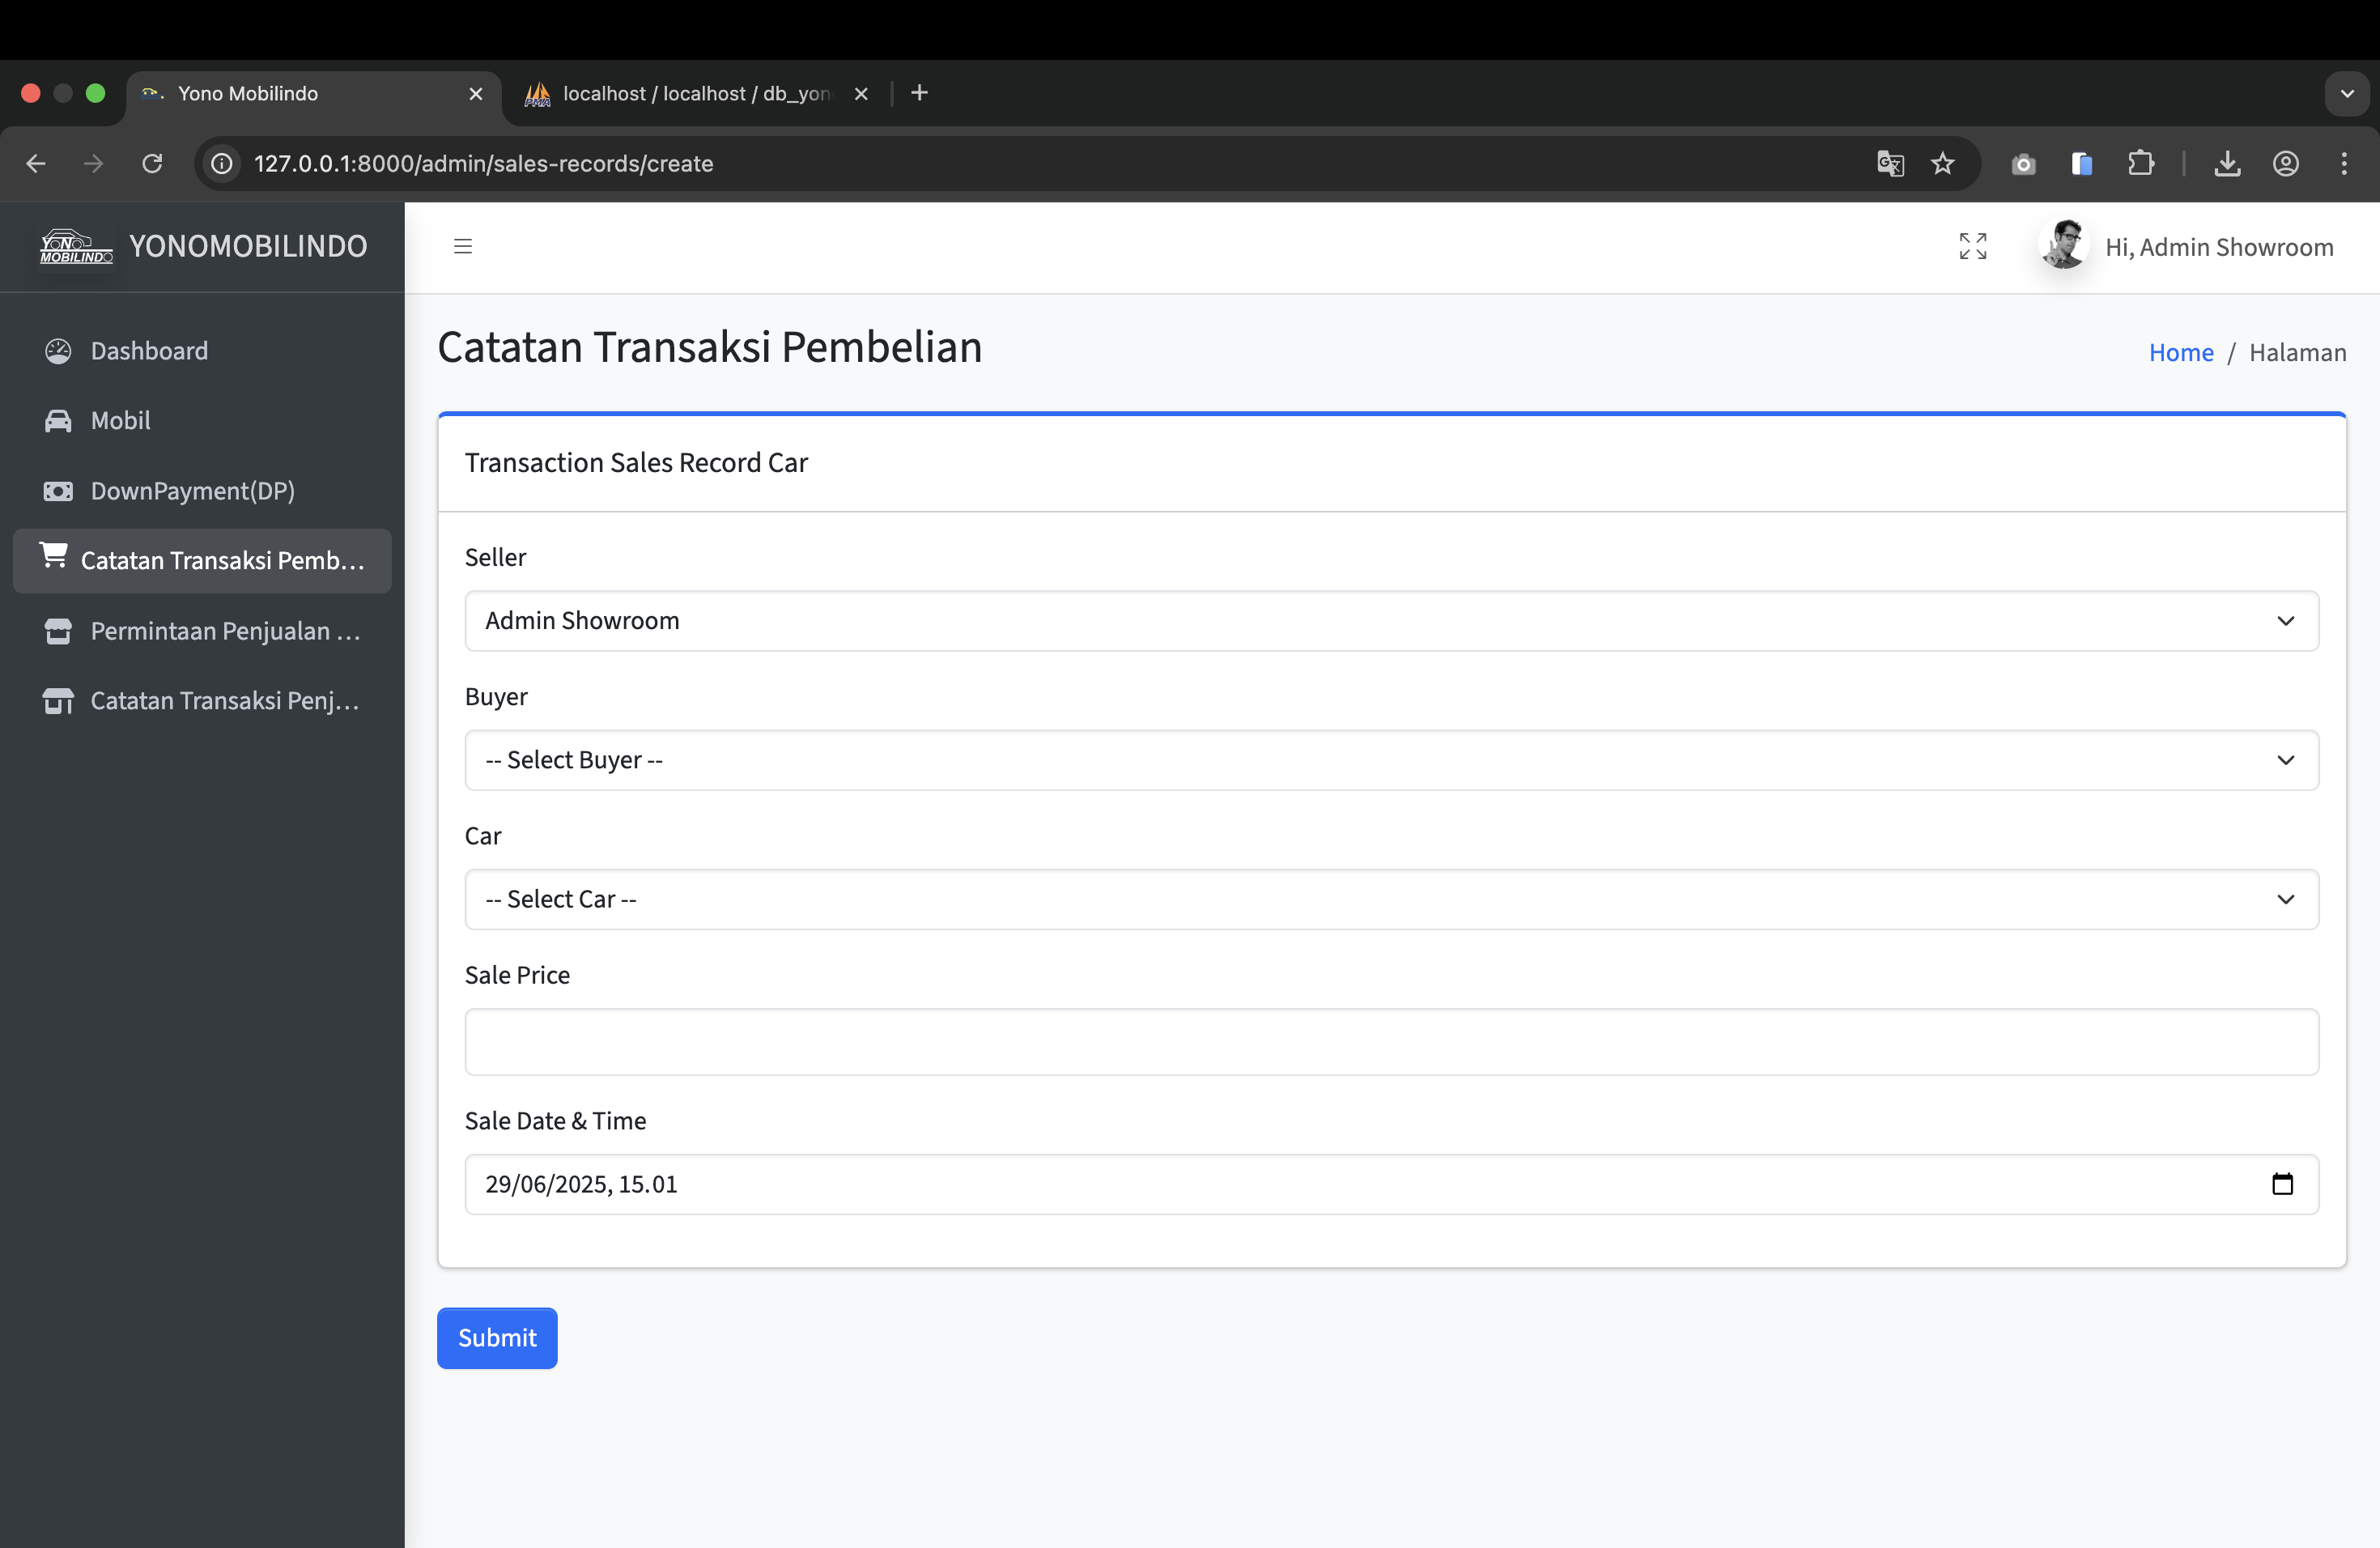 Yono Mobilindo
localhost / localhost / db_yon
127.0.0.1:8000/admin/sales-records/create
YONO
MOBILINDO
YONOMOBILINDO
Hi, Admin Showroom
Dashboard
Mobil
DownPayment(DP)
Catatan Transaksi Pemb...
Permintaan Penjualan ...
Catatan Transaksi Penj...
Catatan Transaksi Pembelian
Home / Halaman
Transaction Sales Record Car
Seller
Admin Showroom
Buyer
-- Select Buyer --
Car
-- Select Car --
Sale Price
Sale Date & Time
29/06/2025, 15.01
Submit